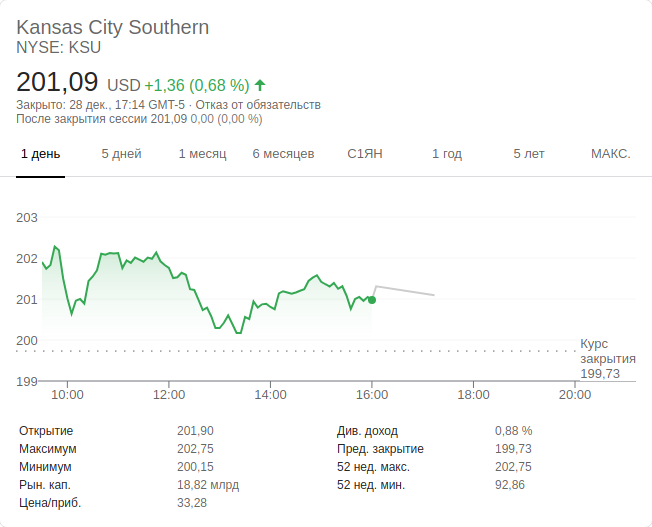 Kansas City Southern
NYSE: KSU
201,09 USD +1,36 (0,68 %)
Закрыто: 28 дек., 17:14 GMT-5 · Отказ от обязательств
После закрытия сессии 201,09 0,00 (0,00 %)
1 день 5 дней 1 месяц 6 месяцев С1ЯН 1 год 5 лет МАКС.
203
202
201
200
Курс
закрытия
199,73
199
10:00 12:00 14:00 16:00 18:00 20:00
Открытие 201,90 Див. доход 0,88 %
Максимум 202,75 Пред. закрытие 199,73
Минимум 200,15 52 нед. макс. 202,75
Рын. кап. 18,82 млрд 52 нед. мин. 92,86
Цена/приб. 33,28